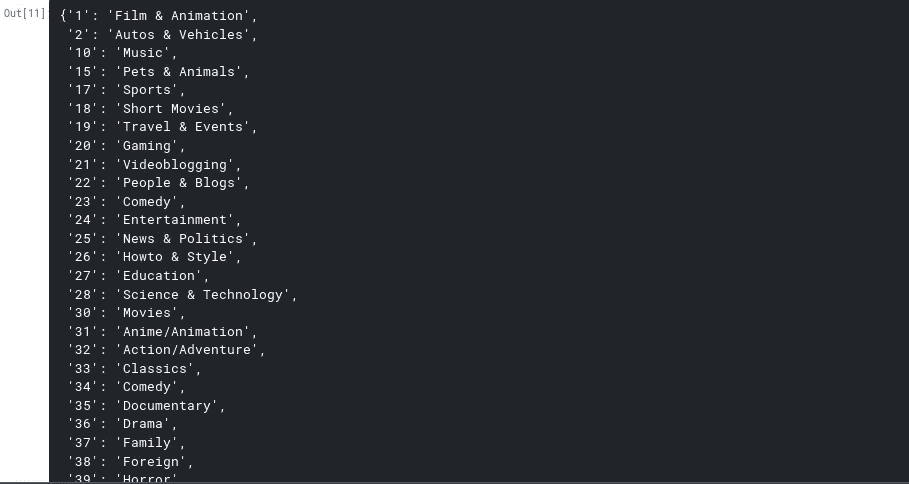 Out[11]:
{'1': 'Film & Animation',
'2': 'Autos & Vehicles',
'10': 'Music',
'15': 'Pets & Animals',
'17': 'Sports',
'18': 'Short Movies',
'19': 'Travel & Events',
'20': 'Gaming',
'21': 'Videoblogging',
'22': 'People & Blogs',
'23': 'Comedy',
'24': 'Entertainment',
'25': 'News & Politics',
'26': 'Howto & Style',
'27': 'Education',
'28': 'Science & Technology',
'30': 'Movies',
'31': 'Anime/Animation',
'32': 'Action/Adventure',
'33': 'Classics',
'34': 'Comedy',
'35': 'Documentary',
'36': 'Drama',
'37': 'Family',
'38': 'Foreign',
'39': 'Horror'